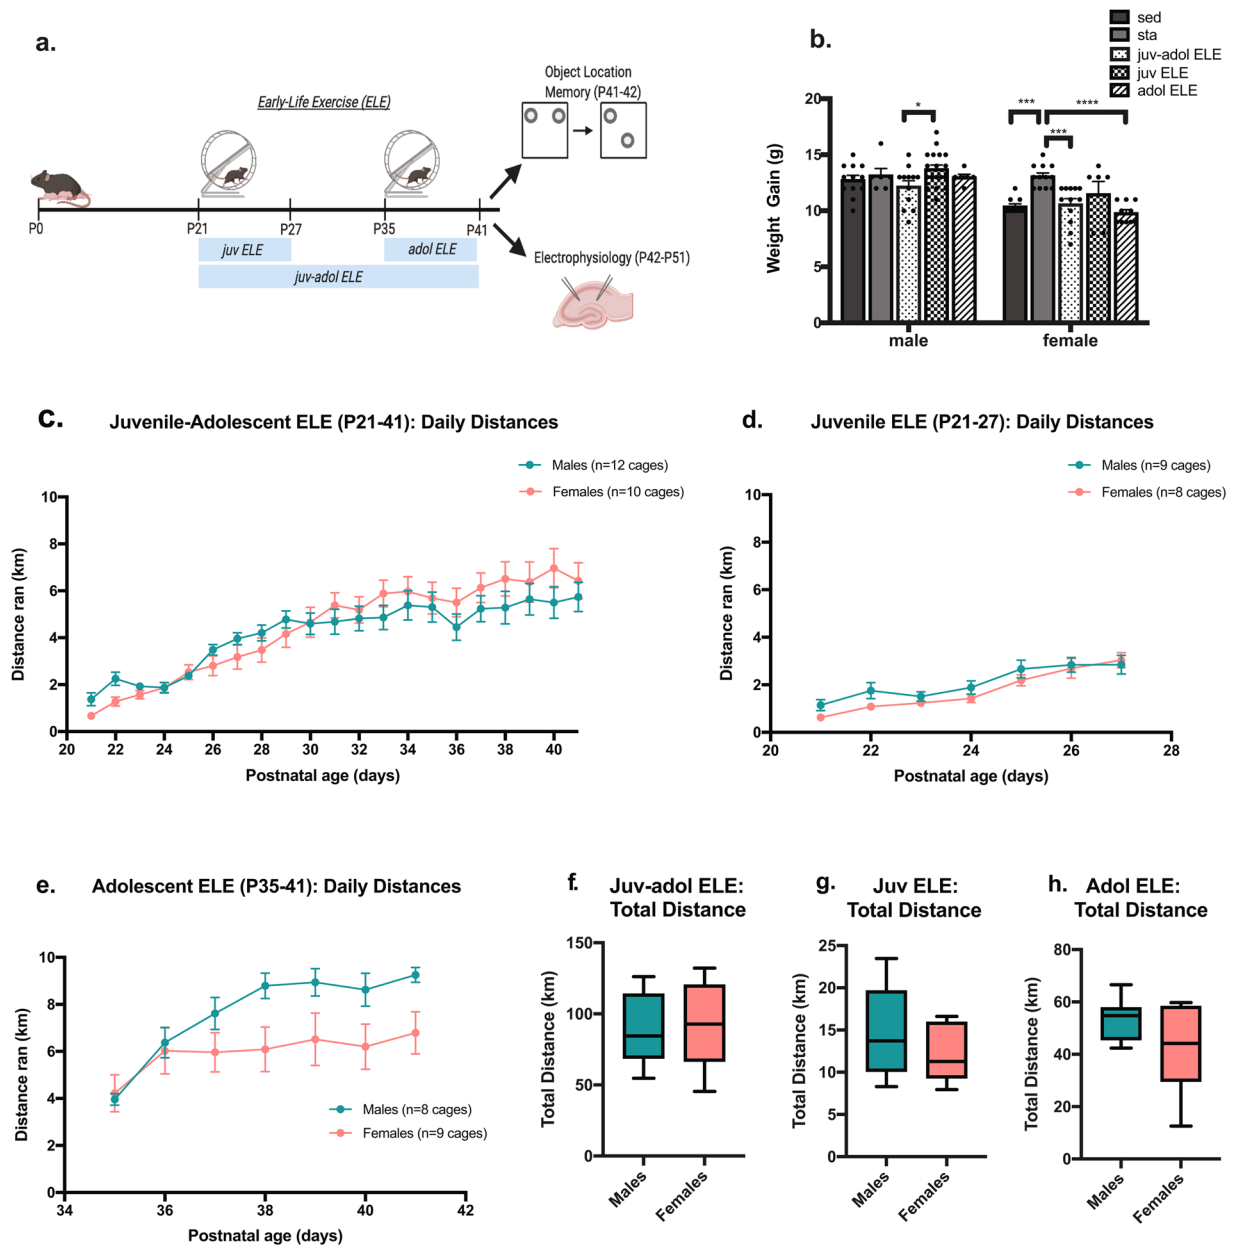 a.
Early-Life Exercise (ELE)
Object Location
Memory (P41-42)
P0
P21
P27
P35
P41
juv ELE
adol ELE
juv-adol ELE
Electrophysiology (P42-P51)
b.
sed
sta
juv-adol ELE
juv ELE
adol ELE
Weight Gain (g)
20
15
10
5
0
*
***
****
***
male
female
c.
Juvenile-Adolescent ELE (P21-41): Daily Distances
Males (n=12 cages)
Females (n=10 cages)
Distance ran (km)
10
8
6
4
2
0
20 22 24 26 28 30 32 34 36 38 40
Postnatal age (days)
d.
Juvenile ELE (P21-27): Daily Distances
Males (n=9 cages)
Females (n=8 cages)
Distance ran (km)
10
8
6
4
2
0
20 22 24 26 28
Postnatal age (days)
e.
Adolescent ELE (P35-41): Daily Distances
Distance ran (km)
10
8
6
4
2
0
Males (n=8 cages)
Females (n=9 cages)
34 36 38 40 42
Postnatal age (days)
f.
Juv-adol ELE:
Total Distance
Total Distance (km)
150
100
50
0
Males
Females
g.
Juv ELE:
Total Distance
Total Distance (km)
25
20
15
10
5
0
Males
Females
h.
Adol ELE:
Total Distance
Total Distance (km)
80
60
40
20
0
Males
Females